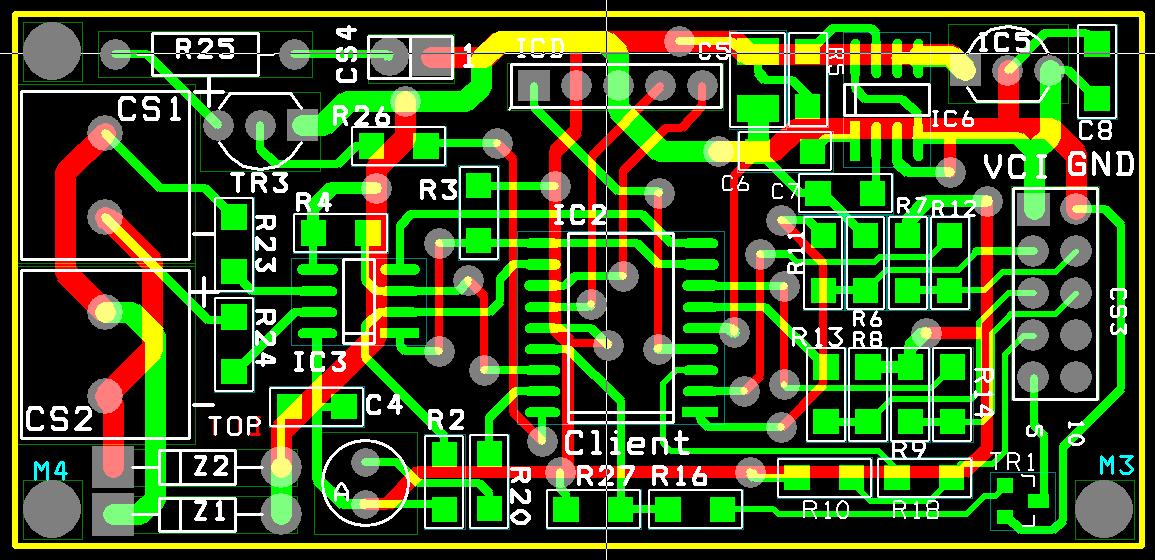 R25
CS4
1
ICD
C5
R5
IC5
C8
CS1
R26
IC6
VCI GND
TR3
R3
C6
C7
R4
IC2
R7
R12
R11
R23
CS3
R24
R6
R13
R8
IC3
R14
CS2
TOP
C4
R2
Client
S
IO
M4
Z2
R9
TR1
M3
A
R20
R27
R16
Z1
R10
R18